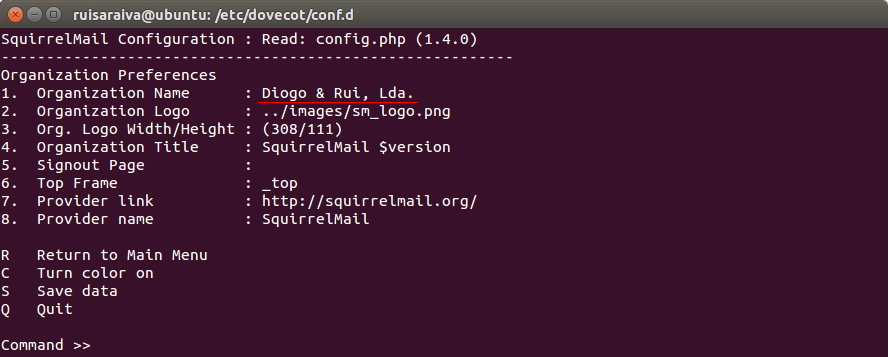 ruisaraiva@ubuntu: /etc/dovecot/conf.d
SquirrelMail Configuration : Read: config.php (1.4.0)
---------------------------------------------------------
Organization Preferences
1.  Organization Name      : Diogo & Rui, Lda.
2.  Organization Logo      : ../images/sm_logo.png
3.  Org. Logo Width/Height : (308/111)
4.  Organization Title     : SquirrelMail $version
5.  Signout Page           :
6.  Top Frame              : _top
7.  Provider link          : http://squirrelmail.org/
8.  Provider name          : SquirrelMail
R   Return to Main Menu
C   Turn color on
S   Save data
Q   Quit
Command >>